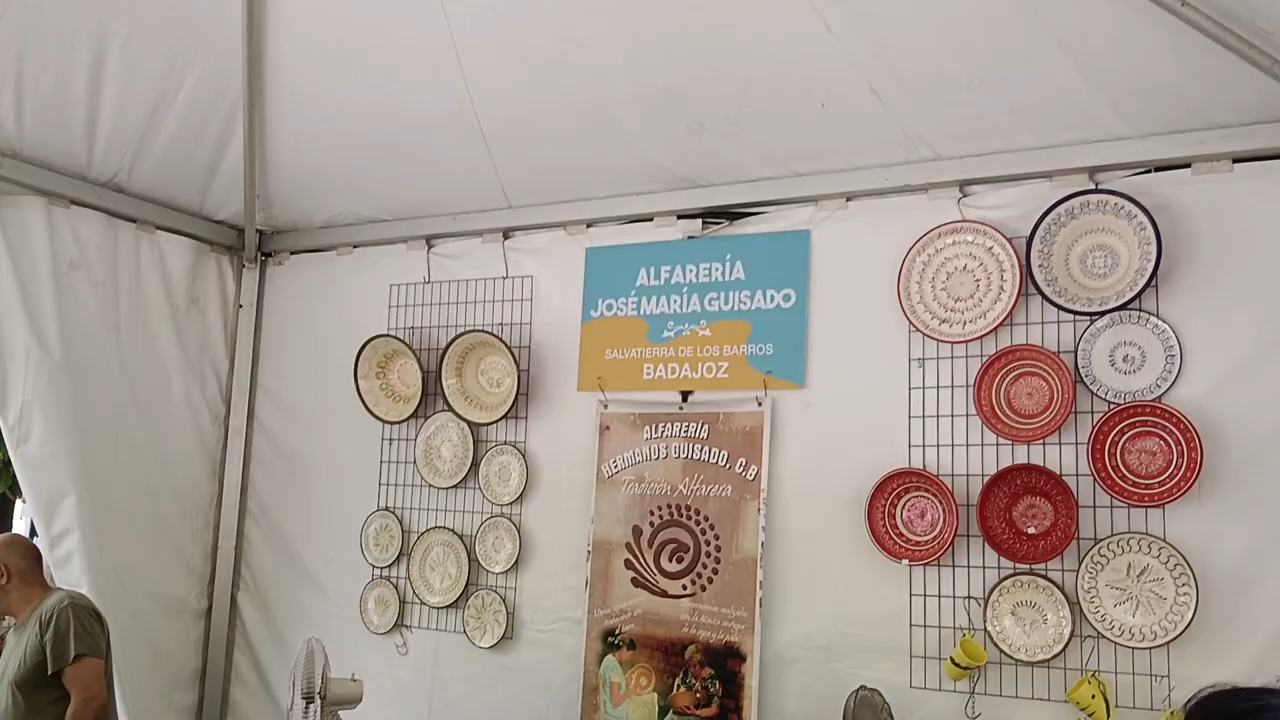 ALFARERÍA
JOSÉ MARÍA GUISADO
SALVATIERRA DE LOS BARROS
BADAJOZ
ALFARERÍA
HERMANOS GUISADO, C.B
Tradición Alfarera